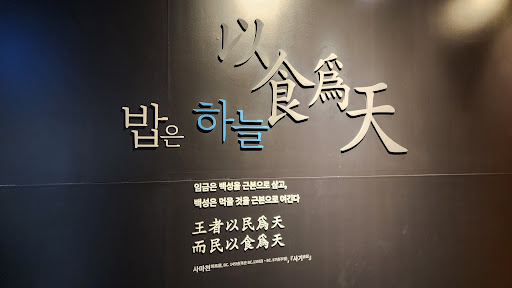 以食爲天
밥은 하늘
임금은 백성을 근본으로 삼고,
백성은 먹을 것을 근본으로 여긴다
王者以民爲天
而民以食爲天
사마천 『사기』